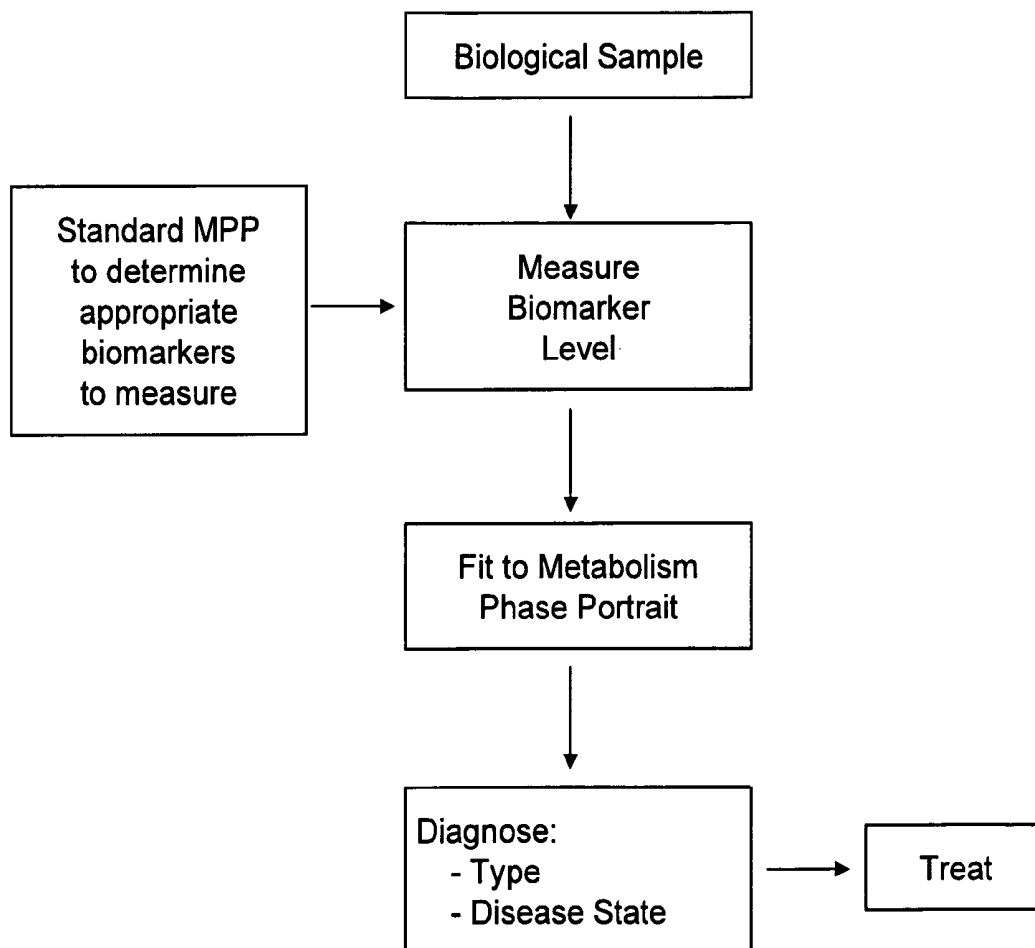 Biological Sample
Standard MPP
to determine
appropriate
biomarkers
to measure
Measure
Biomarker
Level
Fit to Metabolism
Phase Portrait
Diagnose:
- Type
- Disease State
Treat